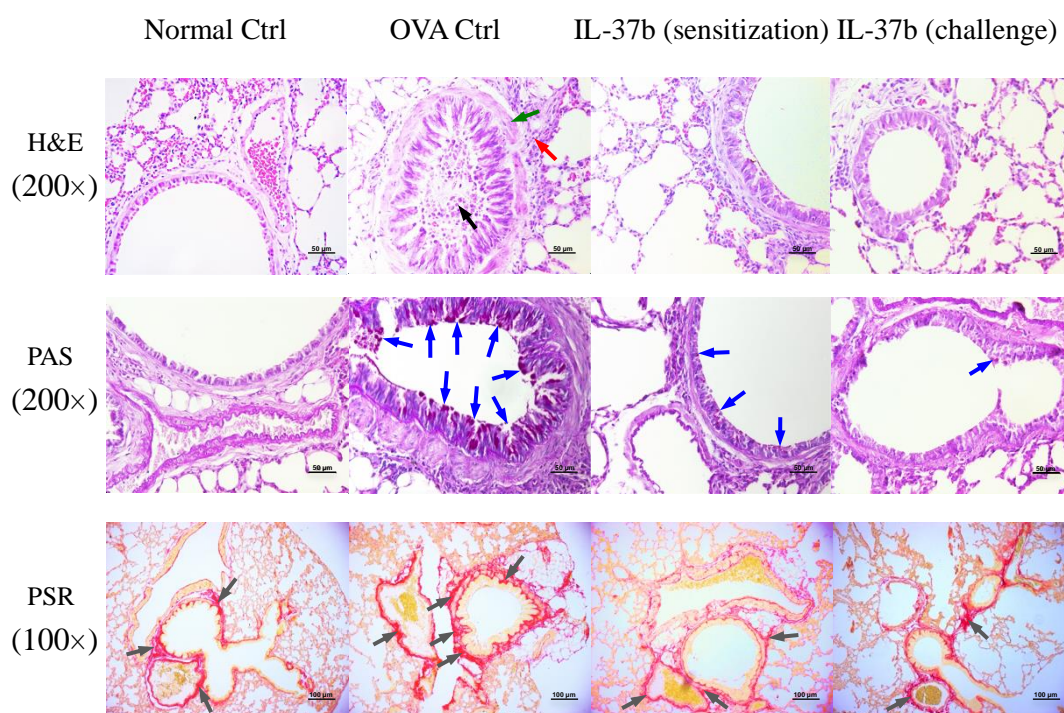 Normal Ctrl OVA Ctrl IL-37b (sensitization) IL-37b (challenge)
H&E
(200×)
50 µm 50 µm 50 µm 50 µm
PAS
(200×)
50 µm 50 µm 50 µm 50 µm
PSR
(100×)
100 µm 100 µm 100 µm 100 µm